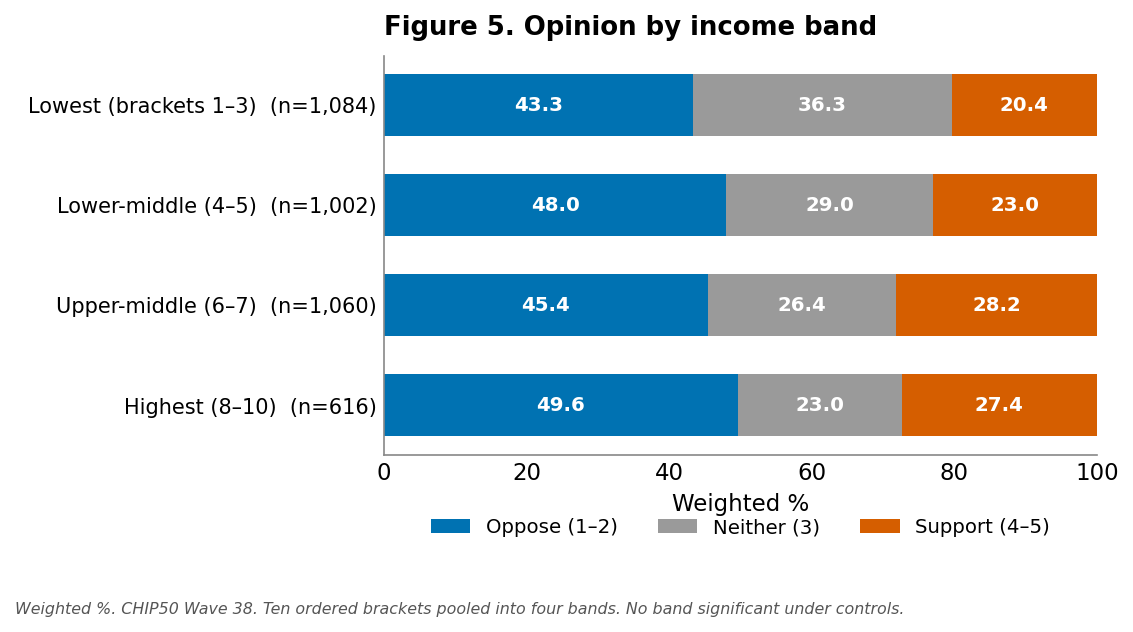 Figure 5. Opinion by income band
Lowest (brackets 1–3)  (n=1,084) 43.3 36.3 20.4
Lower-middle (4–5)  (n=1,002) 48.0 29.0 23.0
Upper-middle (6–7)  (n=1,060) 45.4 26.4 28.2
Highest (8–10)  (n=616) 49.6 23.0 27.4
0 20 40 60 80 100
Weighted %
Oppose (1–2) Neither (3) Support (4–5)
Weighted %. CHIP50 Wave 38. Ten ordered brackets pooled into four bands. No band significant under controls.